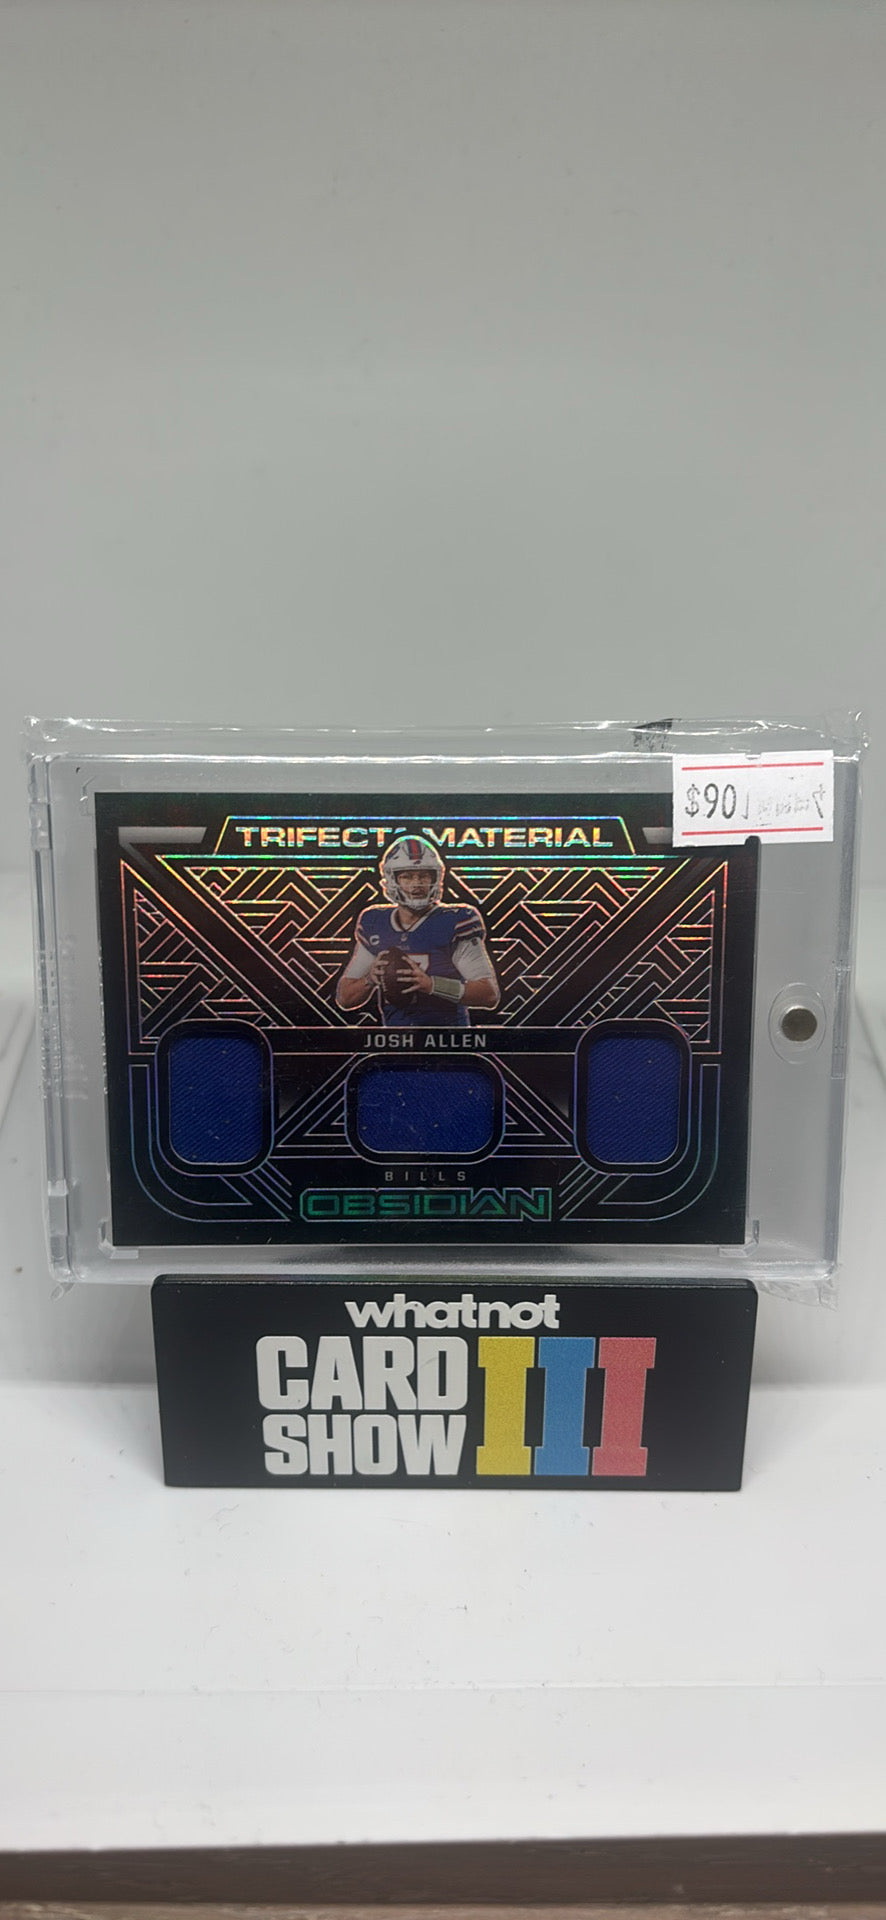 $90
TRIFECTA MATERIAL
JOSH ALLEN
BILLS
OBSIDIAN
whatnot
CARD
SHOW
III